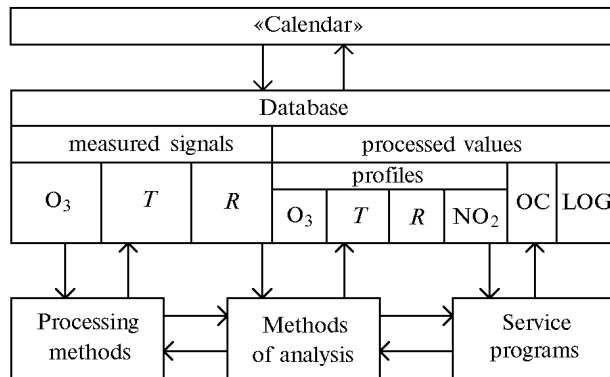 «Calendar»
Database
measured signals
processed values
profiles
O₃
T
R
O₃
T
R
NO₂
OC
LOG
Processing
methods
Methods
of analysis
Service
programs